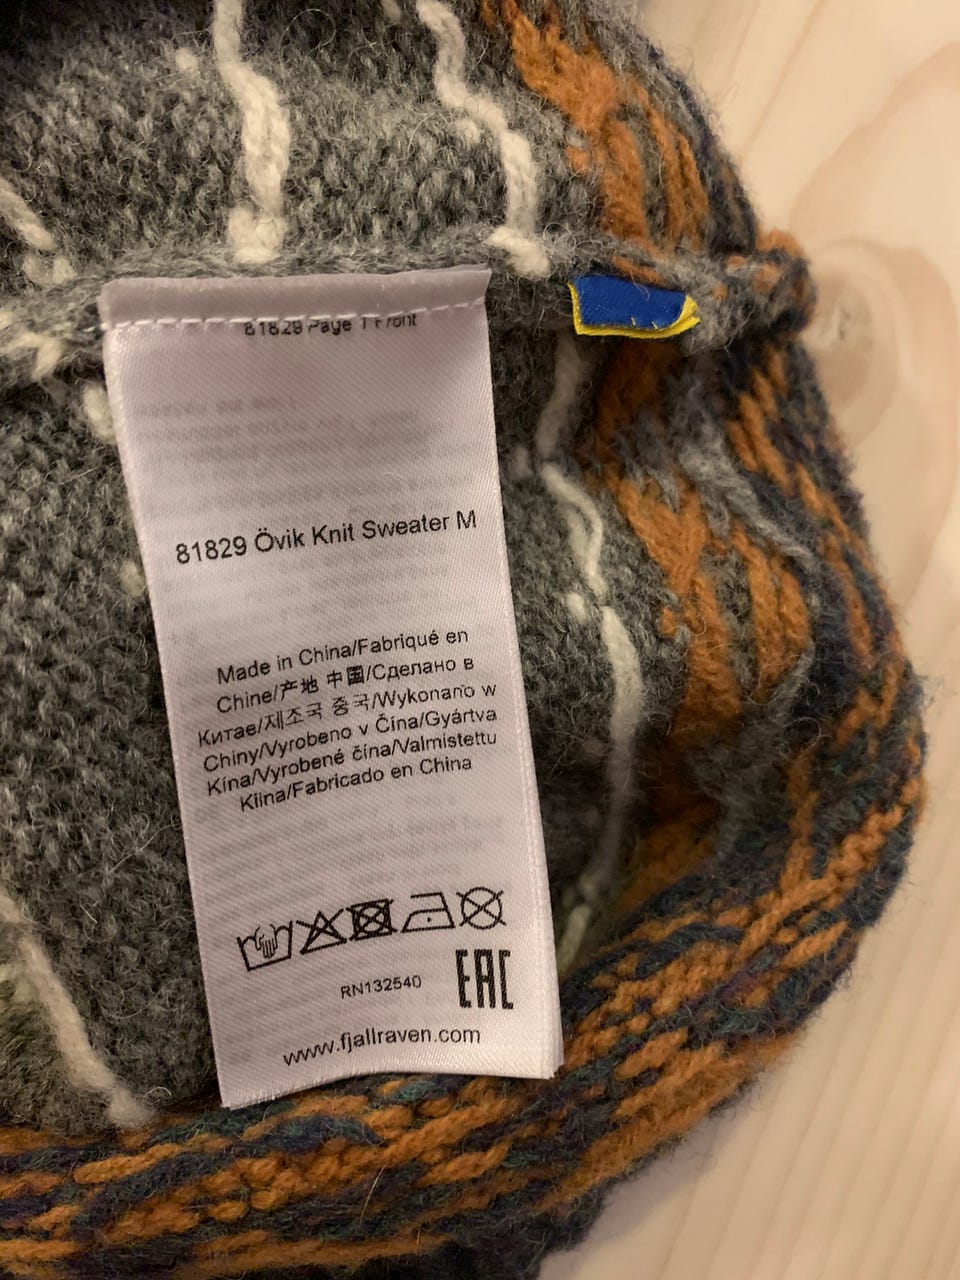 81829 Page 1 Front
81829 Övik Knit Sweater M
Made in China/Fabriqué en
Chine/产地 中国/Сделано в
Китае/제조국 중국/Wykonano w
Chiny/Vyrobeno v Čína/Gyártva
Kína/Vyrobené čína/Valmistettu
Kiina/Fabricado en China
RN132540
EAC
www.fjallraven.com